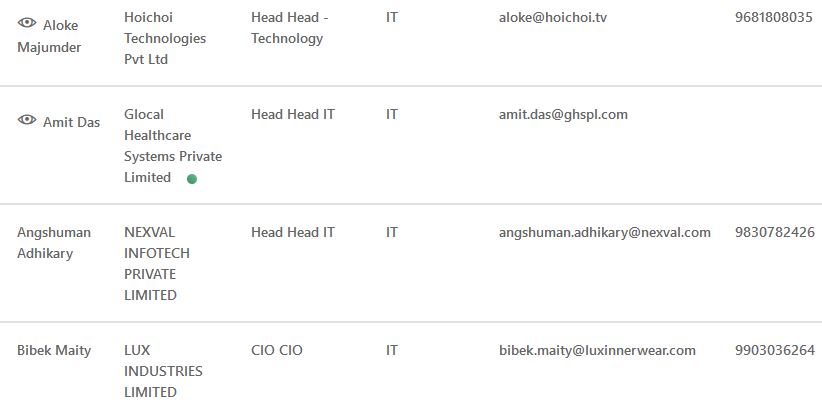 Aloke Majumder Hoichoi Technologies Pvt Ltd Head Head - Technology IT aloke@hoichoi.tv 9681808035
Amit Das Glocal Healthcare Systems Private Limited Head Head IT IT amit.das@ghspl.com
Angshuman Adhikary NEXVAL INFOTECH PRIVATE LIMITED Head Head IT IT angshuman.adhikary@nexval.com 9830782426
Bibek Maity LUX INDUSTRIES LIMITED CIO CIO IT bibek.maity@luxinnerwear.com 9903036264